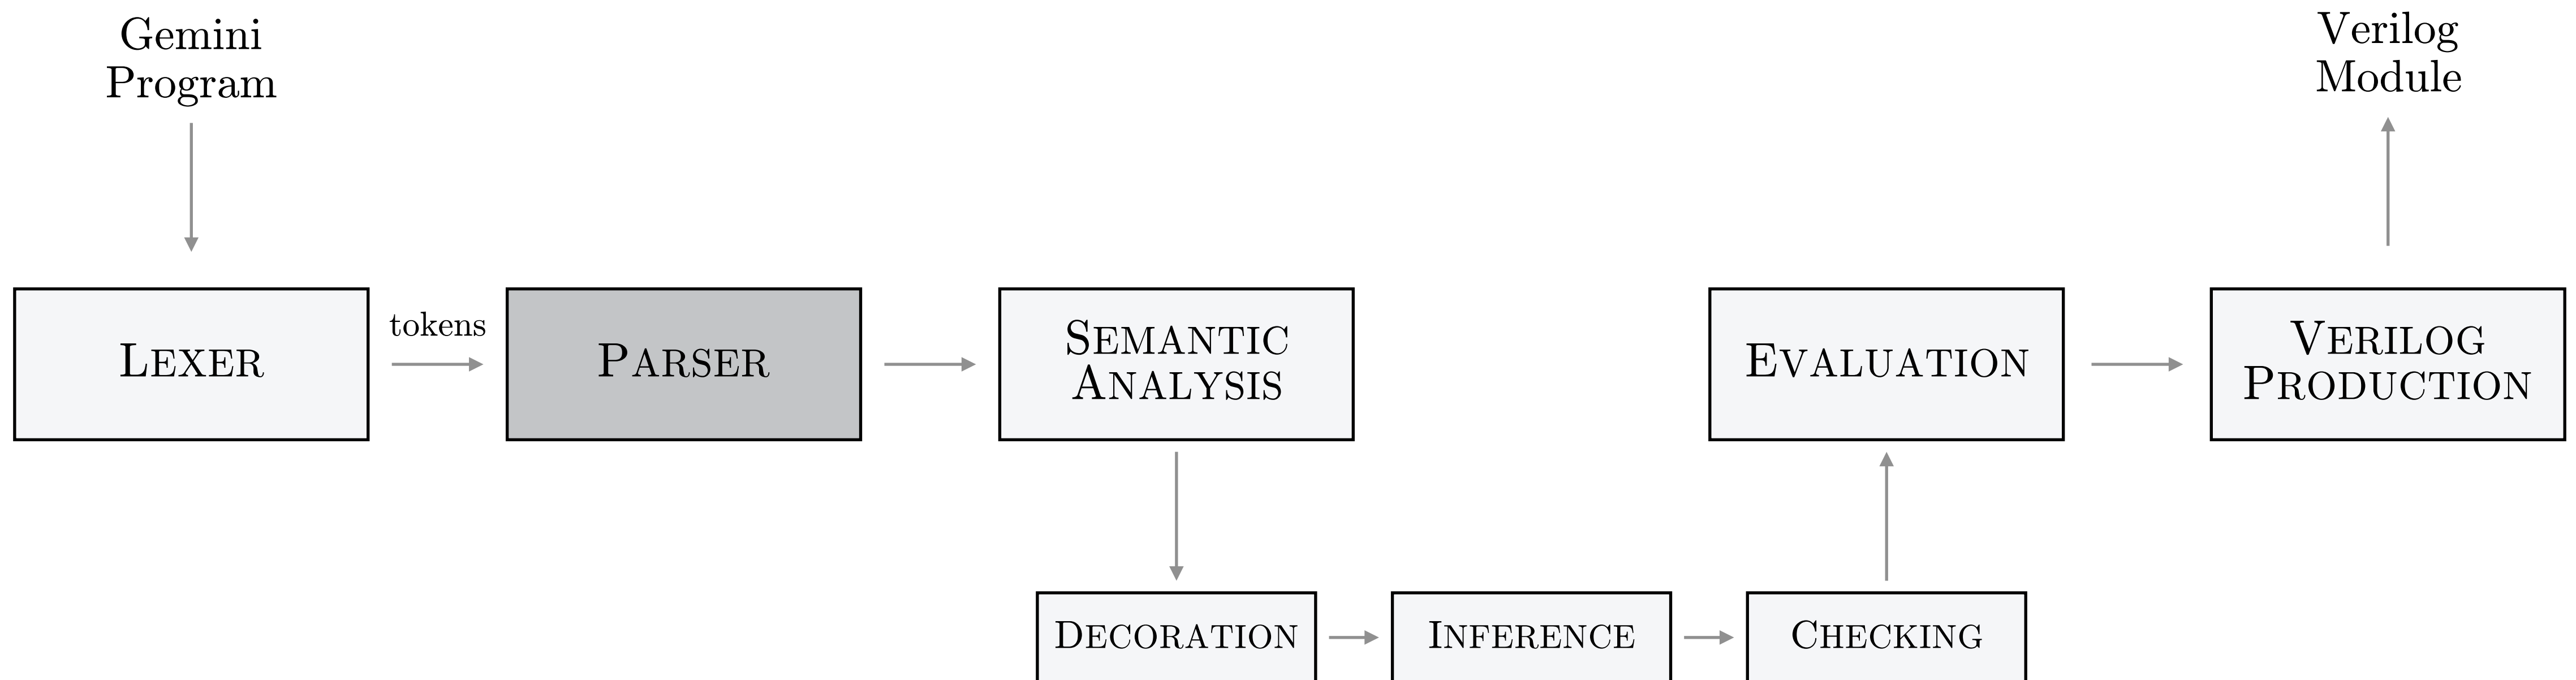 Gemini
Program
Verilog
Module
LEXER
tokens
PARSER
SEMANTIC
ANALYSIS
EVALUATION
VERILOG
PRODUCTION
DECORATION
INFERENCE
CHECKING